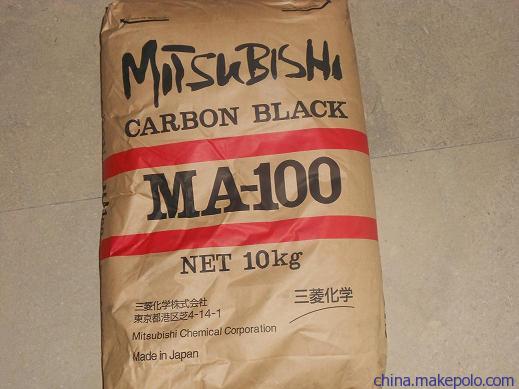 MITSUBISHI
CARBON BLACK
MA-100
NET 10kg
三菱化学株式会社
東京都港区芝4-14-1
三菱化学
Mitsubishi Chemical Corporation
Made in Japan
china.makepolo.com